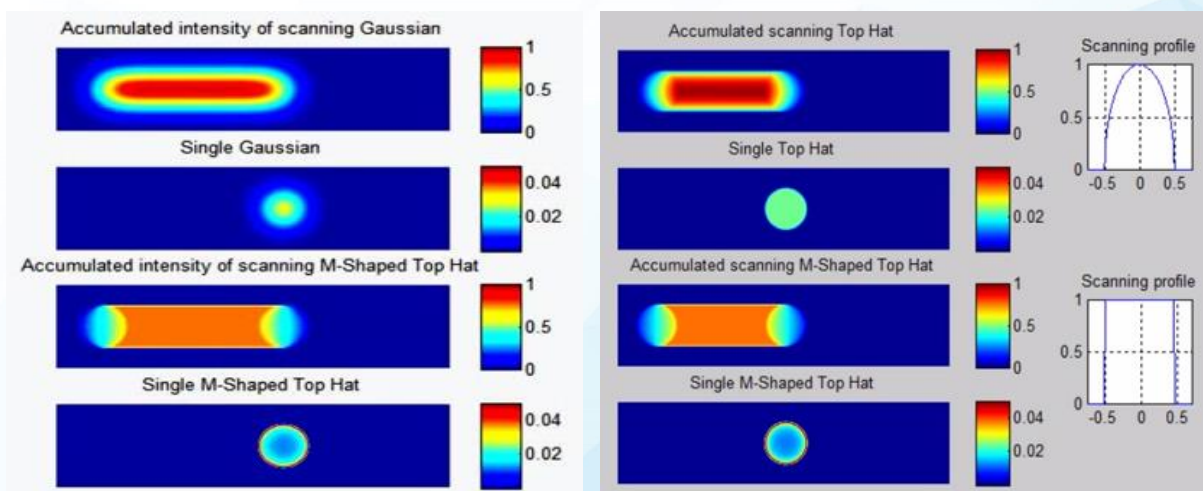 Accumulated intensity of scanning Gaussian
1
0.5
0
Single Gaussian
0.04
0.02
Accumulated intensity of scanning M-Shaped Top Hat
1
0.5
0
Single M-Shaped Top Hat
0.04
0.02
Accumulated scanning Top Hat
1
0.5
0
Single Top Hat
0.04
0.02
Accumulated scanning M-Shaped Top Hat
1
0.5
0
Single M-Shaped Top Hat
0.04
0.02
Scanning profile
1
0.5
0
-0.5 0 0.5
Scanning profile
1
0.5
0
-0.5 0 0.5